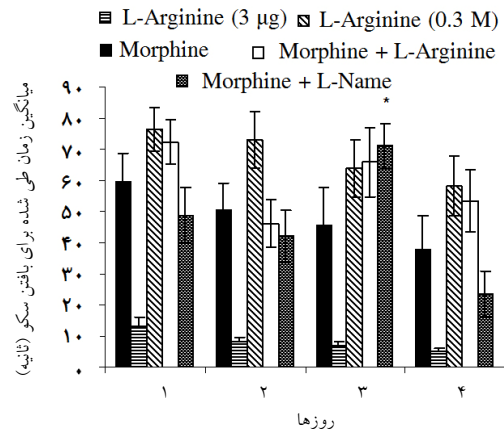 L-Arginine (3 µg) L-Arginine (0.3 M)
Morphine Morphine + L-Arginine
Morphine + L-Name
*
۹۰
۸۰
۷۰
۶۰
۵۰
۴۰
۳۰
۲۰
۱۰
۰
میانگین زمان طی شده برای یافتن سکو (ثانیه)
۱ ۲ ۳ ۴
روزها